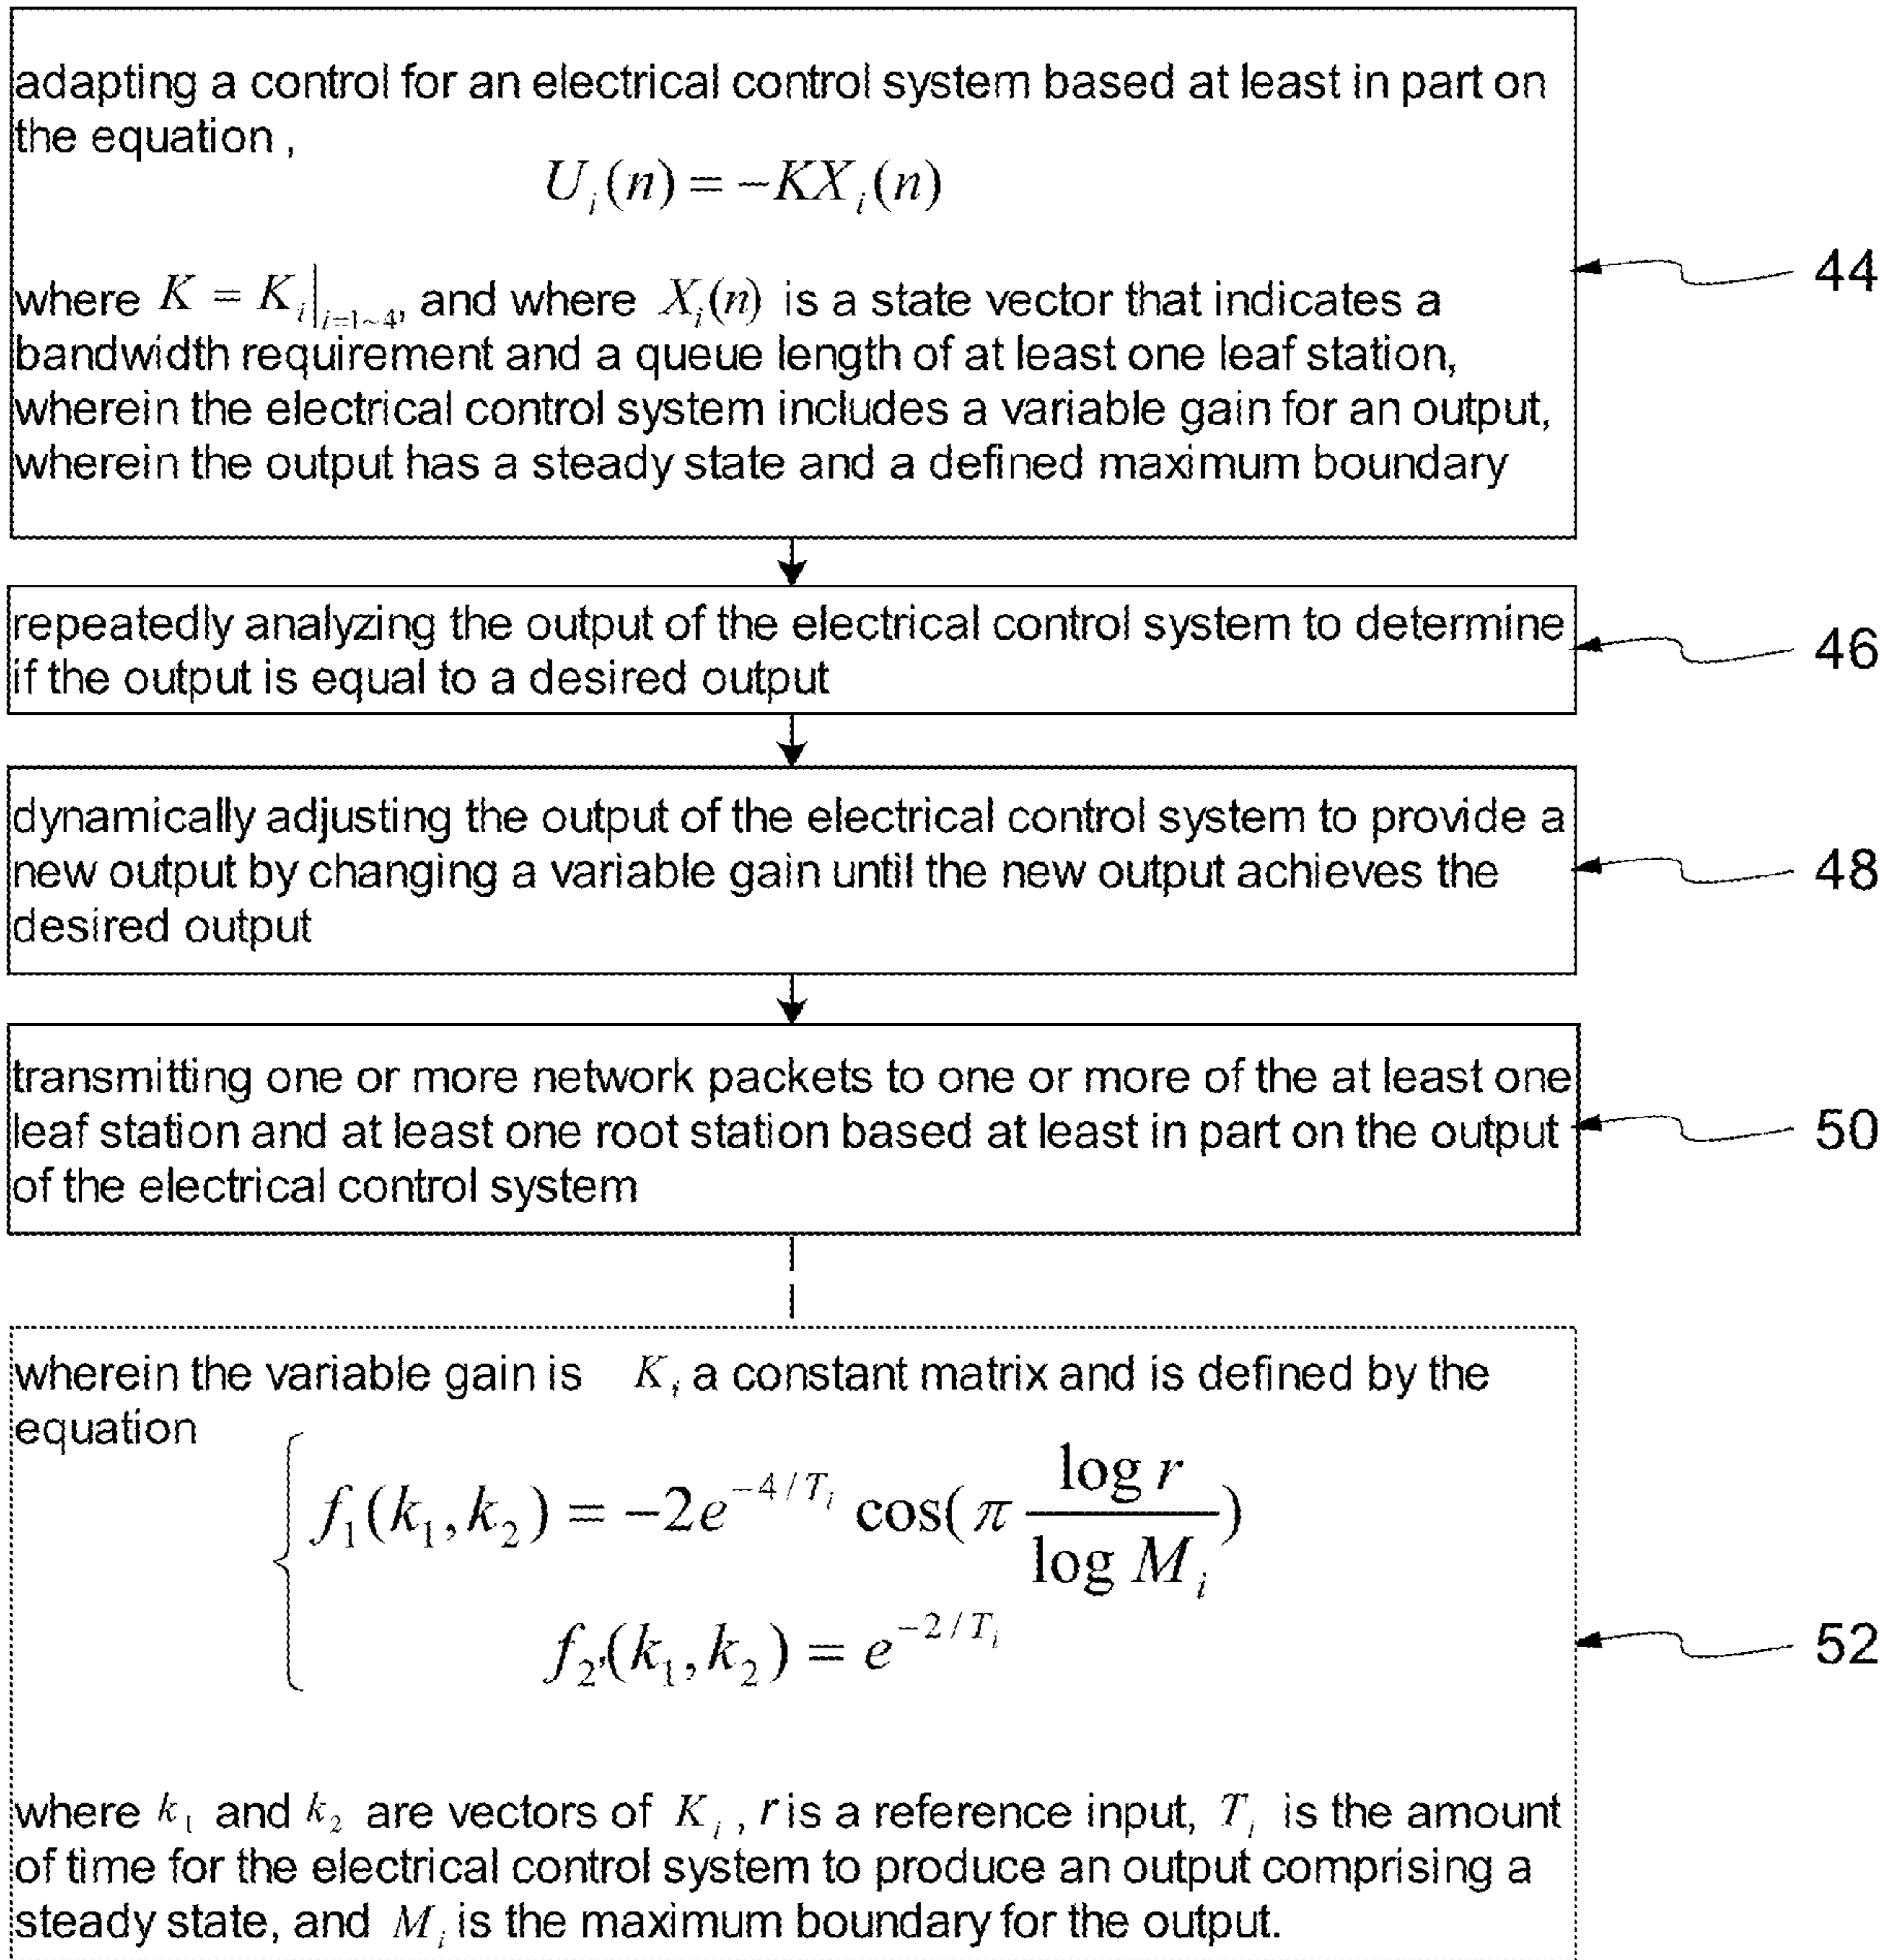 adapting a control for an electrical control system based at least in part on
the equation ,
U_i(n) = −KX_i(n)
where K = K_i|_{i=1~4}, and where X_i(n) is a state vector that indicates a
bandwidth requirement and a queue length of at least one leaf station,
wherein the electrical control system includes a variable gain for an output,
wherein the output has a steady state and a defined maximum boundary
44
repeatedly analyzing the output of the electrical control system to determine
if the output is equal to a desired output
46
dynamically adjusting the output of the electrical control system to provide a
new output by changing a variable gain until the new output achieves the
desired output
48
transmitting one or more network packets to one or more of the at least one
leaf station and at least one root station based at least in part on the output
of the electrical control system
50
wherein the variable gain is K_i, a constant matrix and is defined by the
equation
f_1(k_1, k_2) = −2e^{−4/T_i} cos(π log r / log M_i)
f_2,(k_1, k_2) = e^{−2/T_i}
52
where k_1 and k_2 are vectors of K_i, r is a reference input, T_i is the amount
of time for the electrical control system to produce an output comprising a
steady state, and M_i is the maximum boundary for the output.